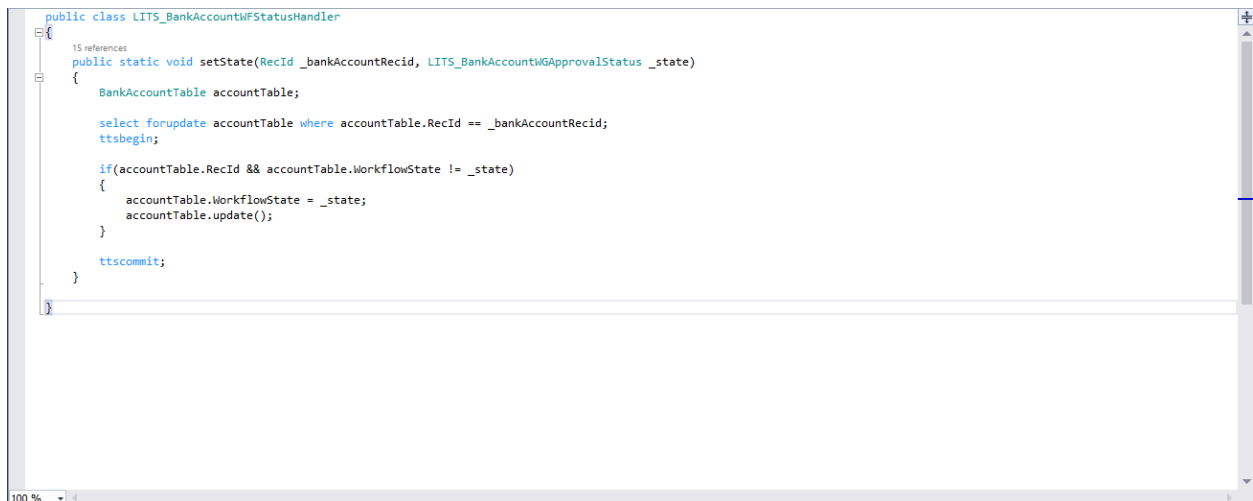 public class LITS_BankAccountWFStatusHandler
{
15 references
public static void setState(RecId _bankAccountRecid, LITS_BankAccountWGApprovalStatus _state)
{
BankAccountTable accountTable;
select forupdate accountTable where accountTable.RecId == _bankAccountRecid;
ttsbegin;
if(accountTable.RecId && accountTable.WorkflowState != _state)
{
accountTable.WorkflowState = _state;
accountTable.update();
}
ttscommit;
}
}
100 %